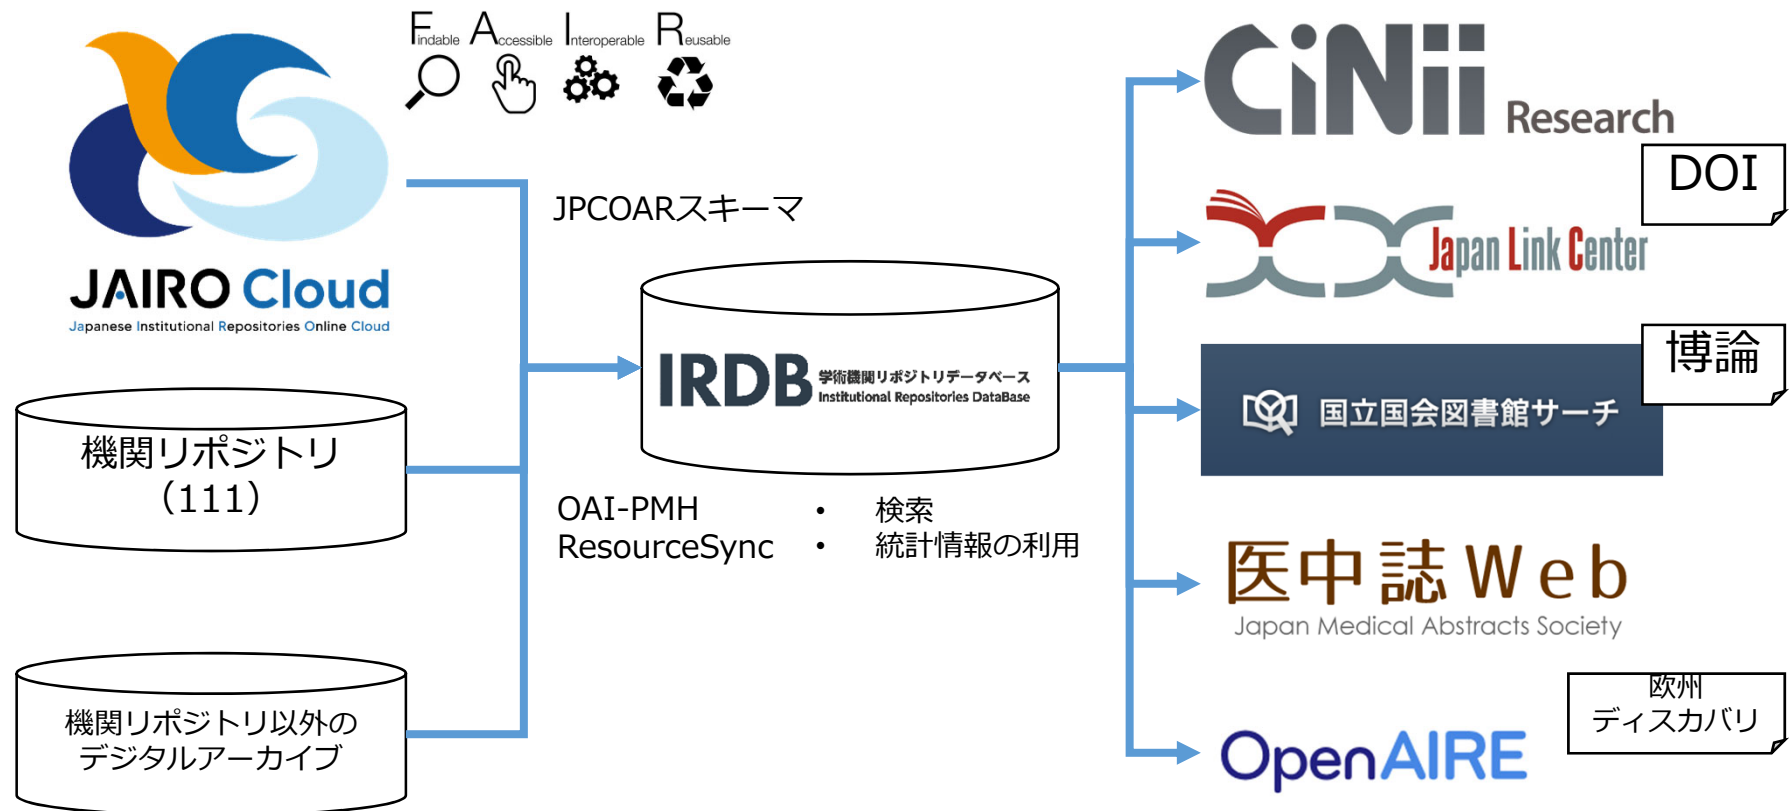 Findable Accessible Interoperable Reusable
JAIRO Cloud
Japanese Institutional Repositories Online Cloud
機関リポジトリ
（111）
機関リポジトリ以外の
デジタルアーカイブ
JPCOARスキーマ
IRDB 学術機関リポジトリデータベース
Institutional Repositories DataBase
OAI-PMH
ResourceSync
• 検索
• 統計情報の利用
CiNii Research
DOI
Japan Link Center
博論
国立国会図書館サーチ
医中誌Web
Japan Medical Abstracts Society
欧州
ディスカバリ
OpenAIRE